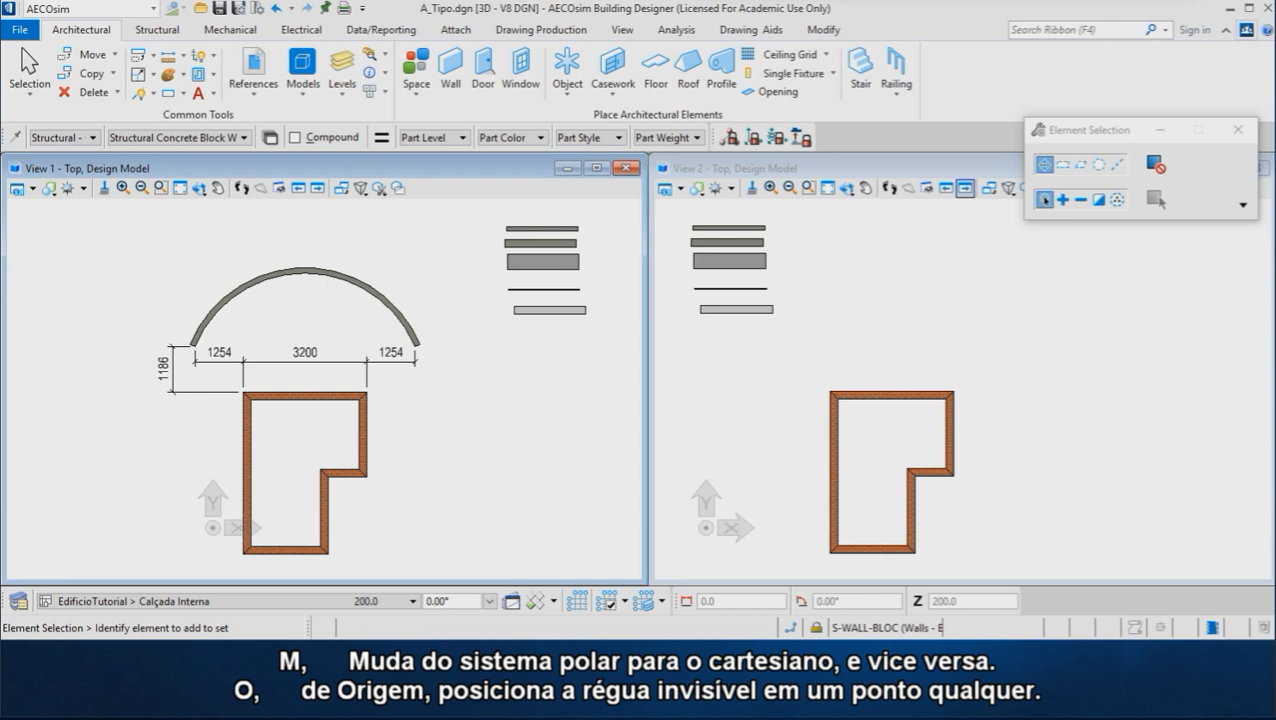 AECOsim
A_Tipo.dgn [3D - V8 DGN] - AECOsim Building Designer (Licensed For Academic Use Only)
File Architectural Structural Mechanical Electrical Data/Reporting Attach Drawing Production View Analysis Drawing Aids Modify Search Ribbon (F4) Sign in
Selection
Move
Copy
Delete
References
Models
Levels
Space
Wall
Door
Window
Object
Casework
Floor
Roof
Profile
Ceiling Grid
Single Fixture
Opening
Stair
Railing
Common Tools
Place Architectural Elements
Structural - Structural Concrete Block W Compound Part Level Part Color Part Style Part Weight
Element Selection
View 1 - Top, Design Model
View 2 - Top, Design Model
1254 3200 1254
1186
Y
X
Y
X
EdificioTutorial > Calçada Interna 200.0 0.00° 0.0 0.00° Z 200.0
Element Selection > Identify element to add to set
S-WALL-BLOC (Walls - E
M, Muda do sistema polar para o cartesiano, e vice versa.
O, de Origem, posiciona a régua invisível em um ponto qualquer.